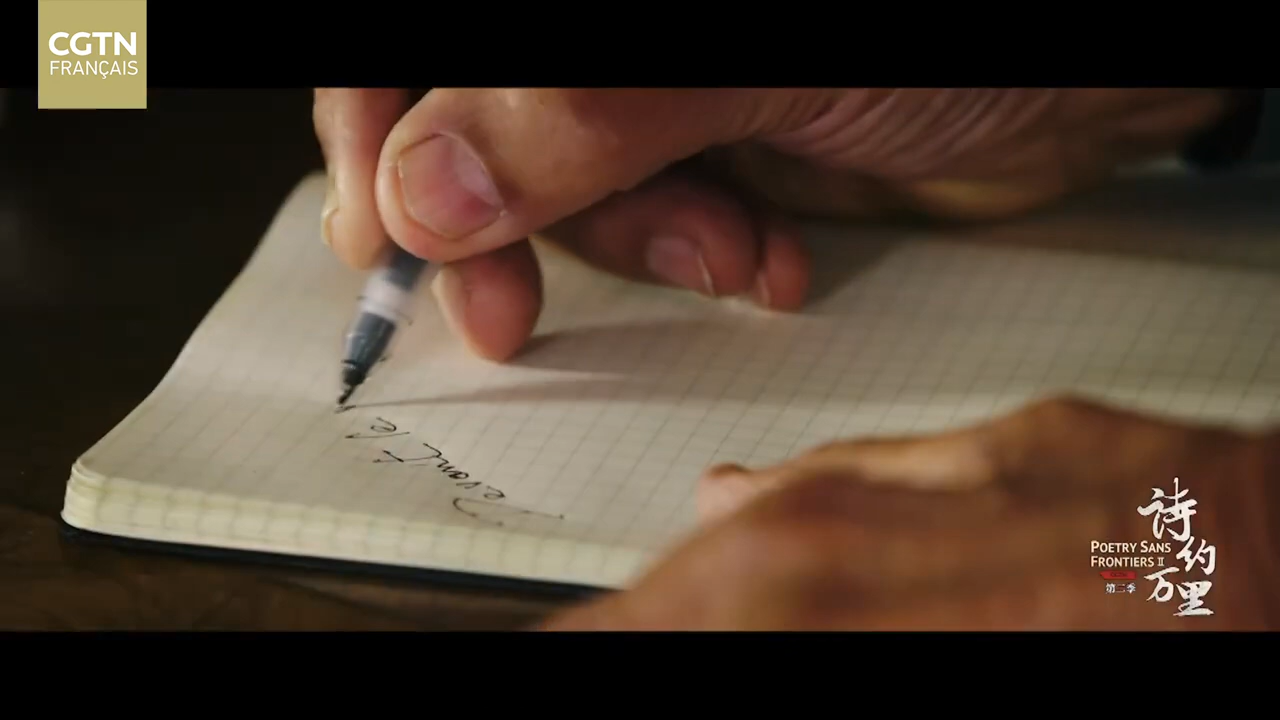 CGTN
FRANÇAIS
Devant le
诗约万里
POETRY SANS
FRONTIERS II
第二季